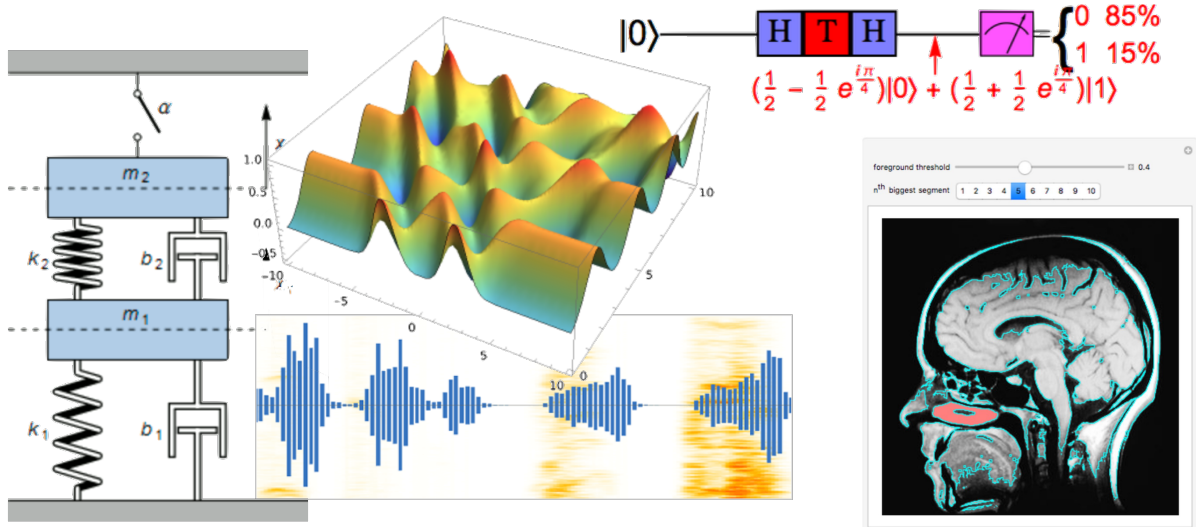 α
m₂
k₂
b₂
m₁
k₁
b₁
x
1.0
0.5
0.0
-0.5
-10
-5
0
5
10
0
5
10
|0⟩
H T H
0 85%
1 15%
(1/2 - 1/2 e^(iπ/4))|0⟩ + (1/2 + 1/2 e^(iπ/4))|1⟩
foreground threshold 0.4
nth biggest segment 1 2 3 4 5 6 7 8 9 10